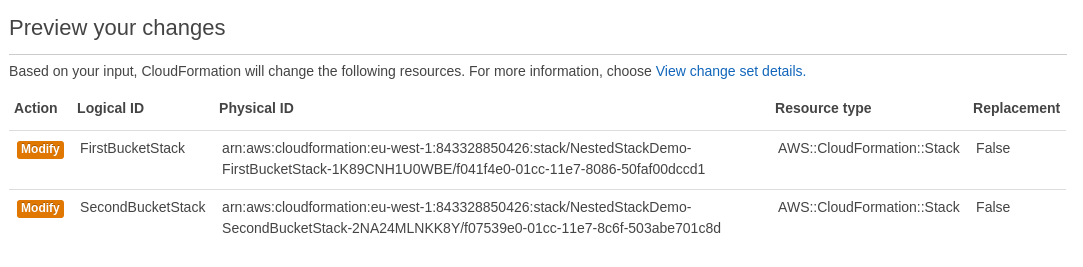 Preview your changes
Based on your input, CloudFormation will change the following resources. For more information, choose View change set details.
Action Logical ID Physical ID Resource type Replacement
Modify FirstBucketStack arn:aws:cloudformation:eu-west-1:843328850426:stack/NestedStackDemo- AWS::CloudFormation::Stack False
FirstBucketStack-1K89CNH1U0WBE/f041f4e0-01cc-11e7-8086-50faf00dccd1
Modify SecondBucketStack arn:aws:cloudformation:eu-west-1:843328850426:stack/NestedStackDemo- AWS::CloudFormation::Stack False
SecondBucketStack-2NA24MLNKK8Y/f07539e0-01cc-11e7-8c6f-503abe701c8d